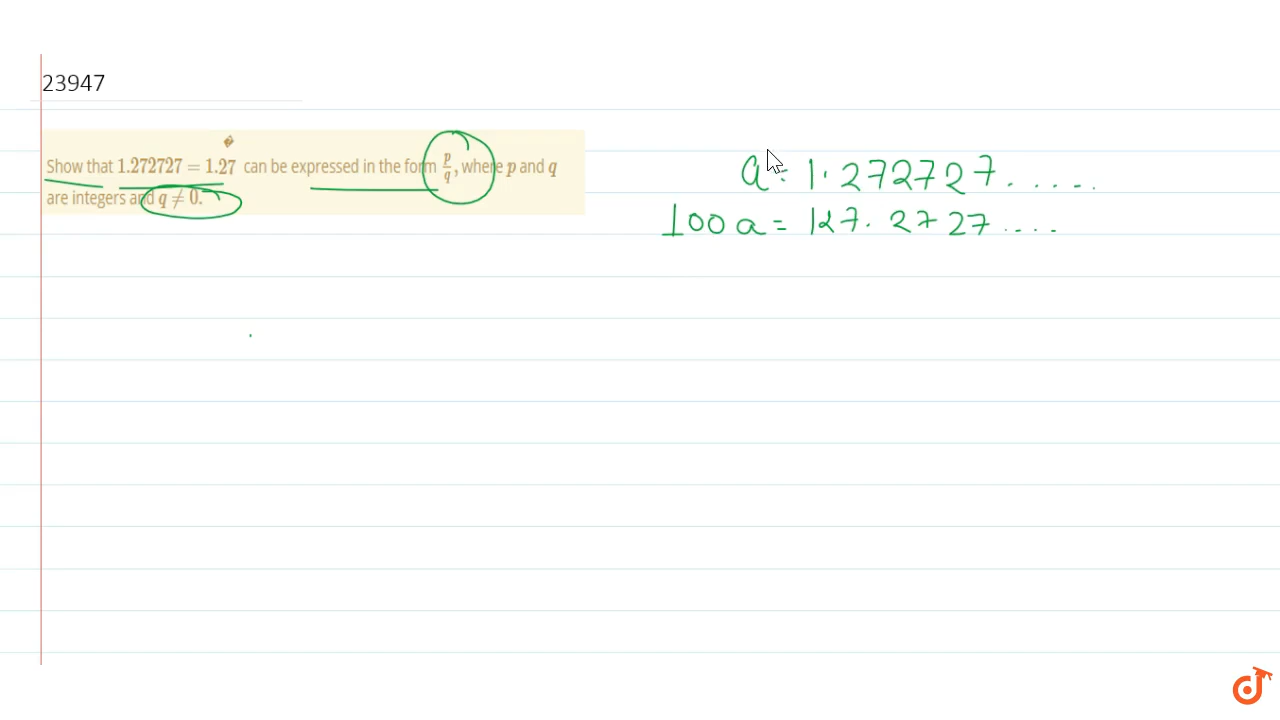 23947
Show that 1.272727 = 1.27 can be expressed in the form p/q, where p and q
are integers and q ≠ 0.
a = 1.272727......
100a = 127.2727....